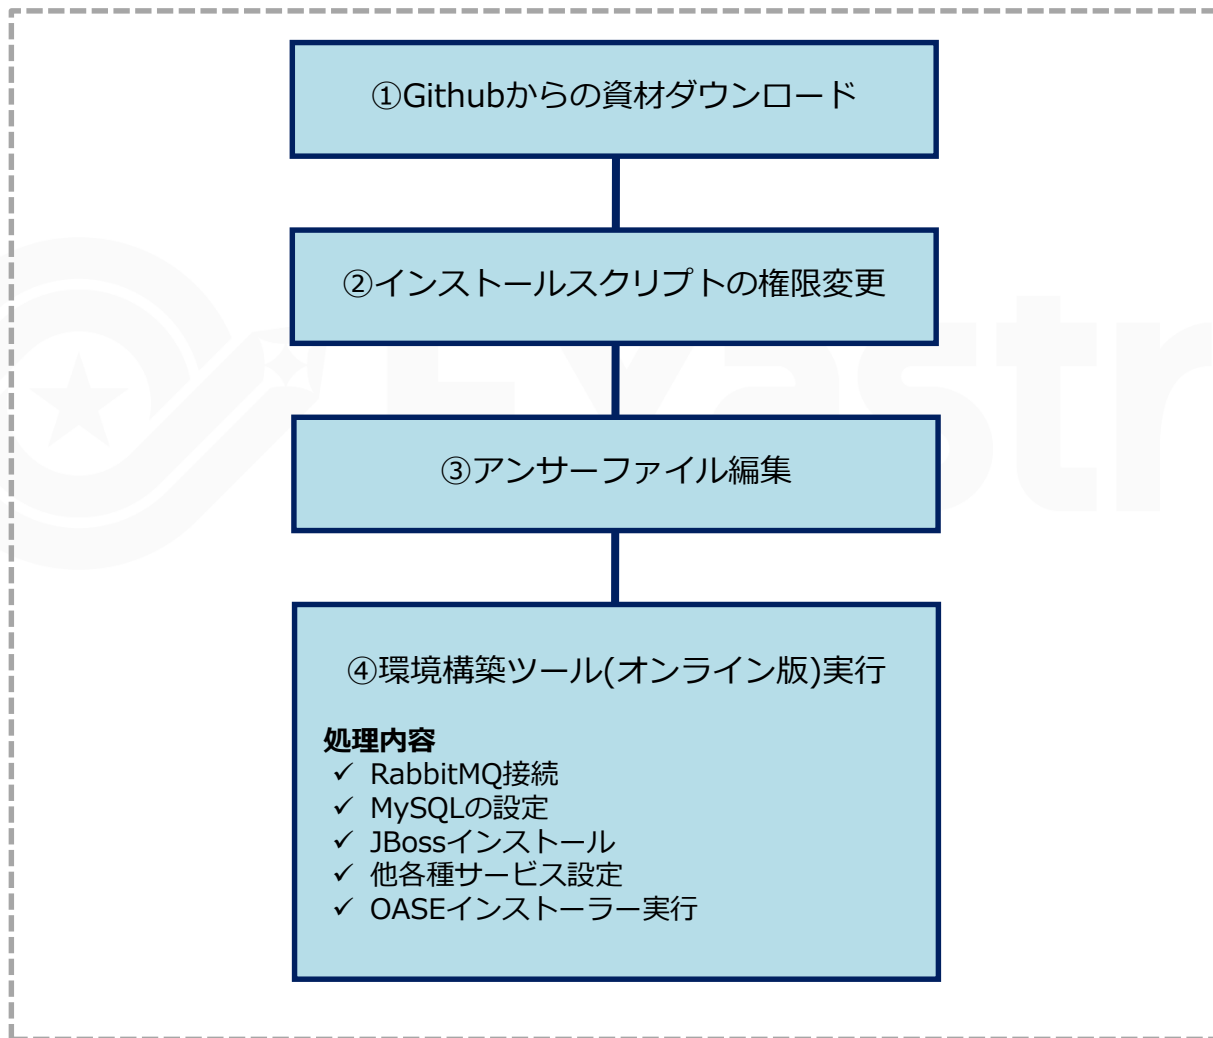 ①Githubからの資材ダウンロード
②インストールスクリプトの権限変更
③アンサーファイル編集
④環境構築ツール(オンライン版)実行
処理内容
✓ RabbitMQ接続
✓ MySQLの設定
✓ JBossインストール
✓ 他各種サービス設定
✓ OASEインストーラー実行